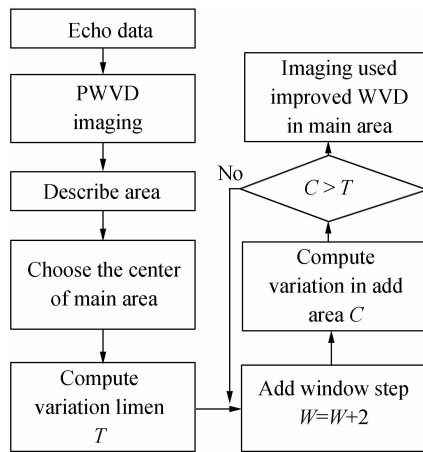 Echo data
PWVD
imaging
Describe area
Choose the center
of main area
Compute
variation limen
T
Add window step
W=W+2
Compute
variation in add
area C
C > T
No
Imaging used
improved WVD
in main area